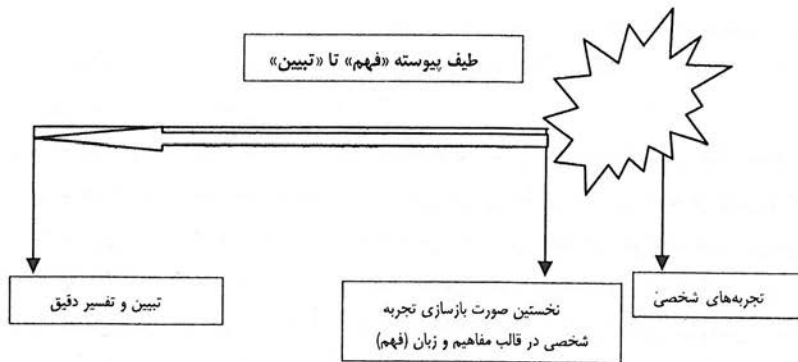 طیف پیوسته «فهم» تا «تبیین»
تجربه‌های شخصی
نخستین صورت بازسازی تجربه
شخصی در قالب مفاهیم و زبان (فهم)
تبیین و تفسیر دقیق